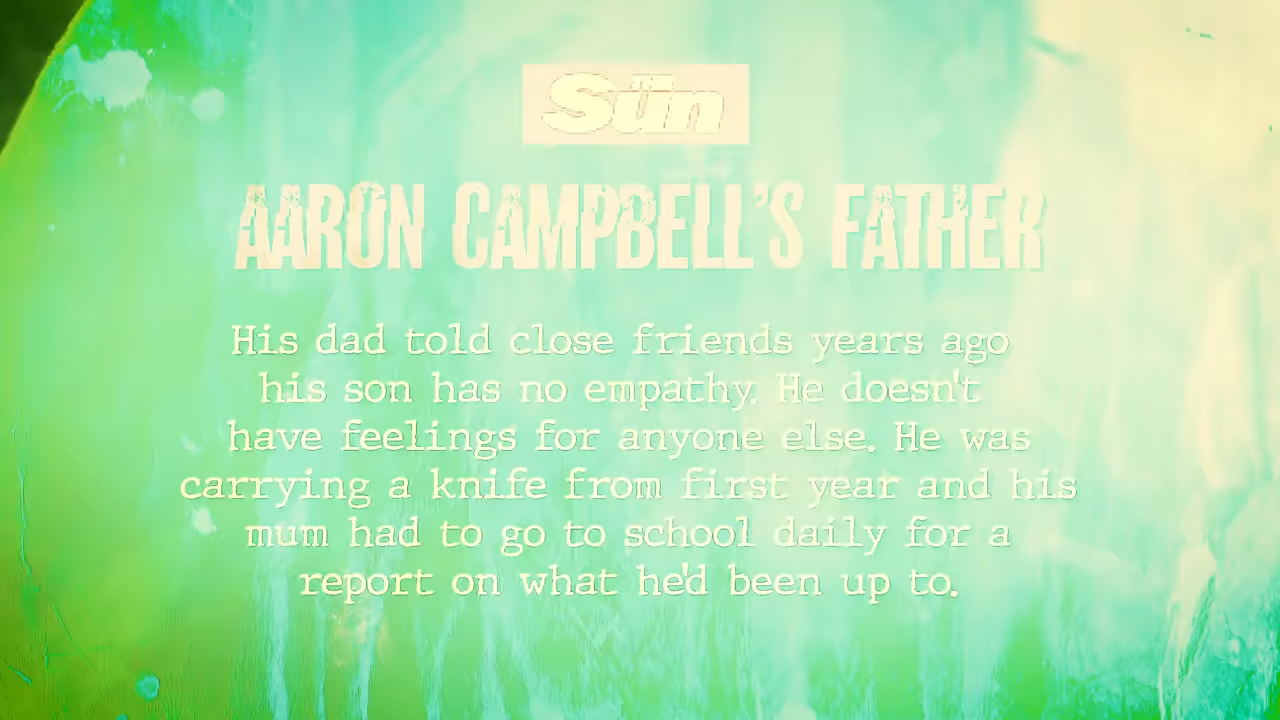 Sün
AARON CAMPBELL'S FATHER
His dad told close friends years ago
his son has no empathy. He doesn't
have feelings for anyone else. He was
carrying a knife from first year and his
mum had to go to school daily for a
report on what he'd been up to.